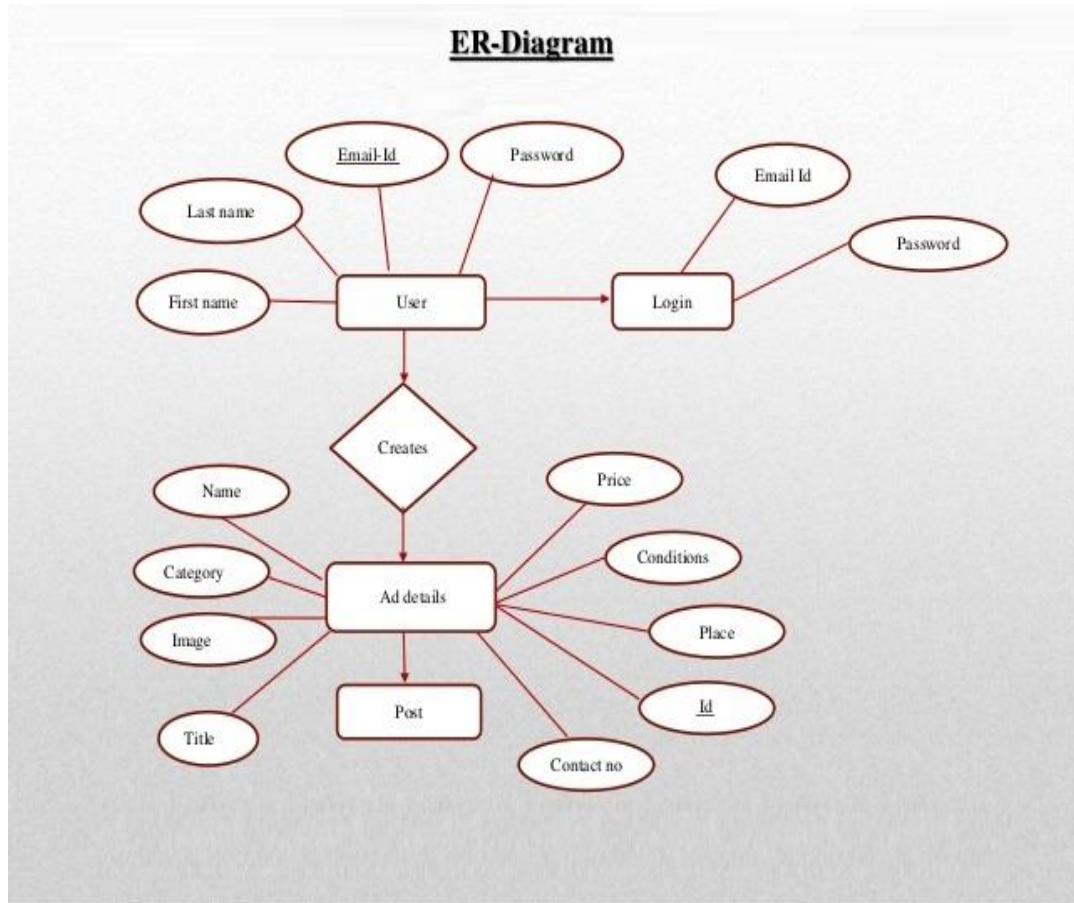 ER-Diagram
Email-Id
Password
Email Id
Last name
Password
First name
User
Login
Creates
Name
Price
Category
Conditions
Ad details
Image
Place
Id
Post
Title
Contact no